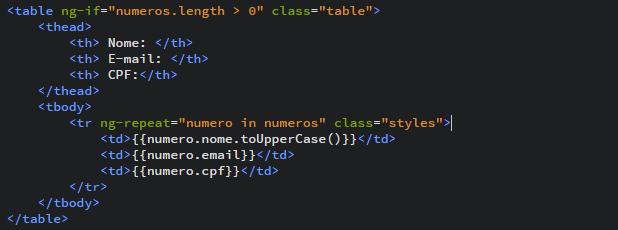 <table ng-if="numeros.length > 0" class="table">
    <thead>
        <th> Nome: </th>
        <th> E-mail: </th>
        <th> CPF:</th>
    </thead>
    <tbody>
        <tr ng-repeat="numero in numeros" class="styles">
            <td>{{numero.nome.toUpperCase()}}</td>
            <td>{{numero.email}}</td>
            <td>{{numero.cpf}}</td>
        </tr>
    </tbody>
</table>